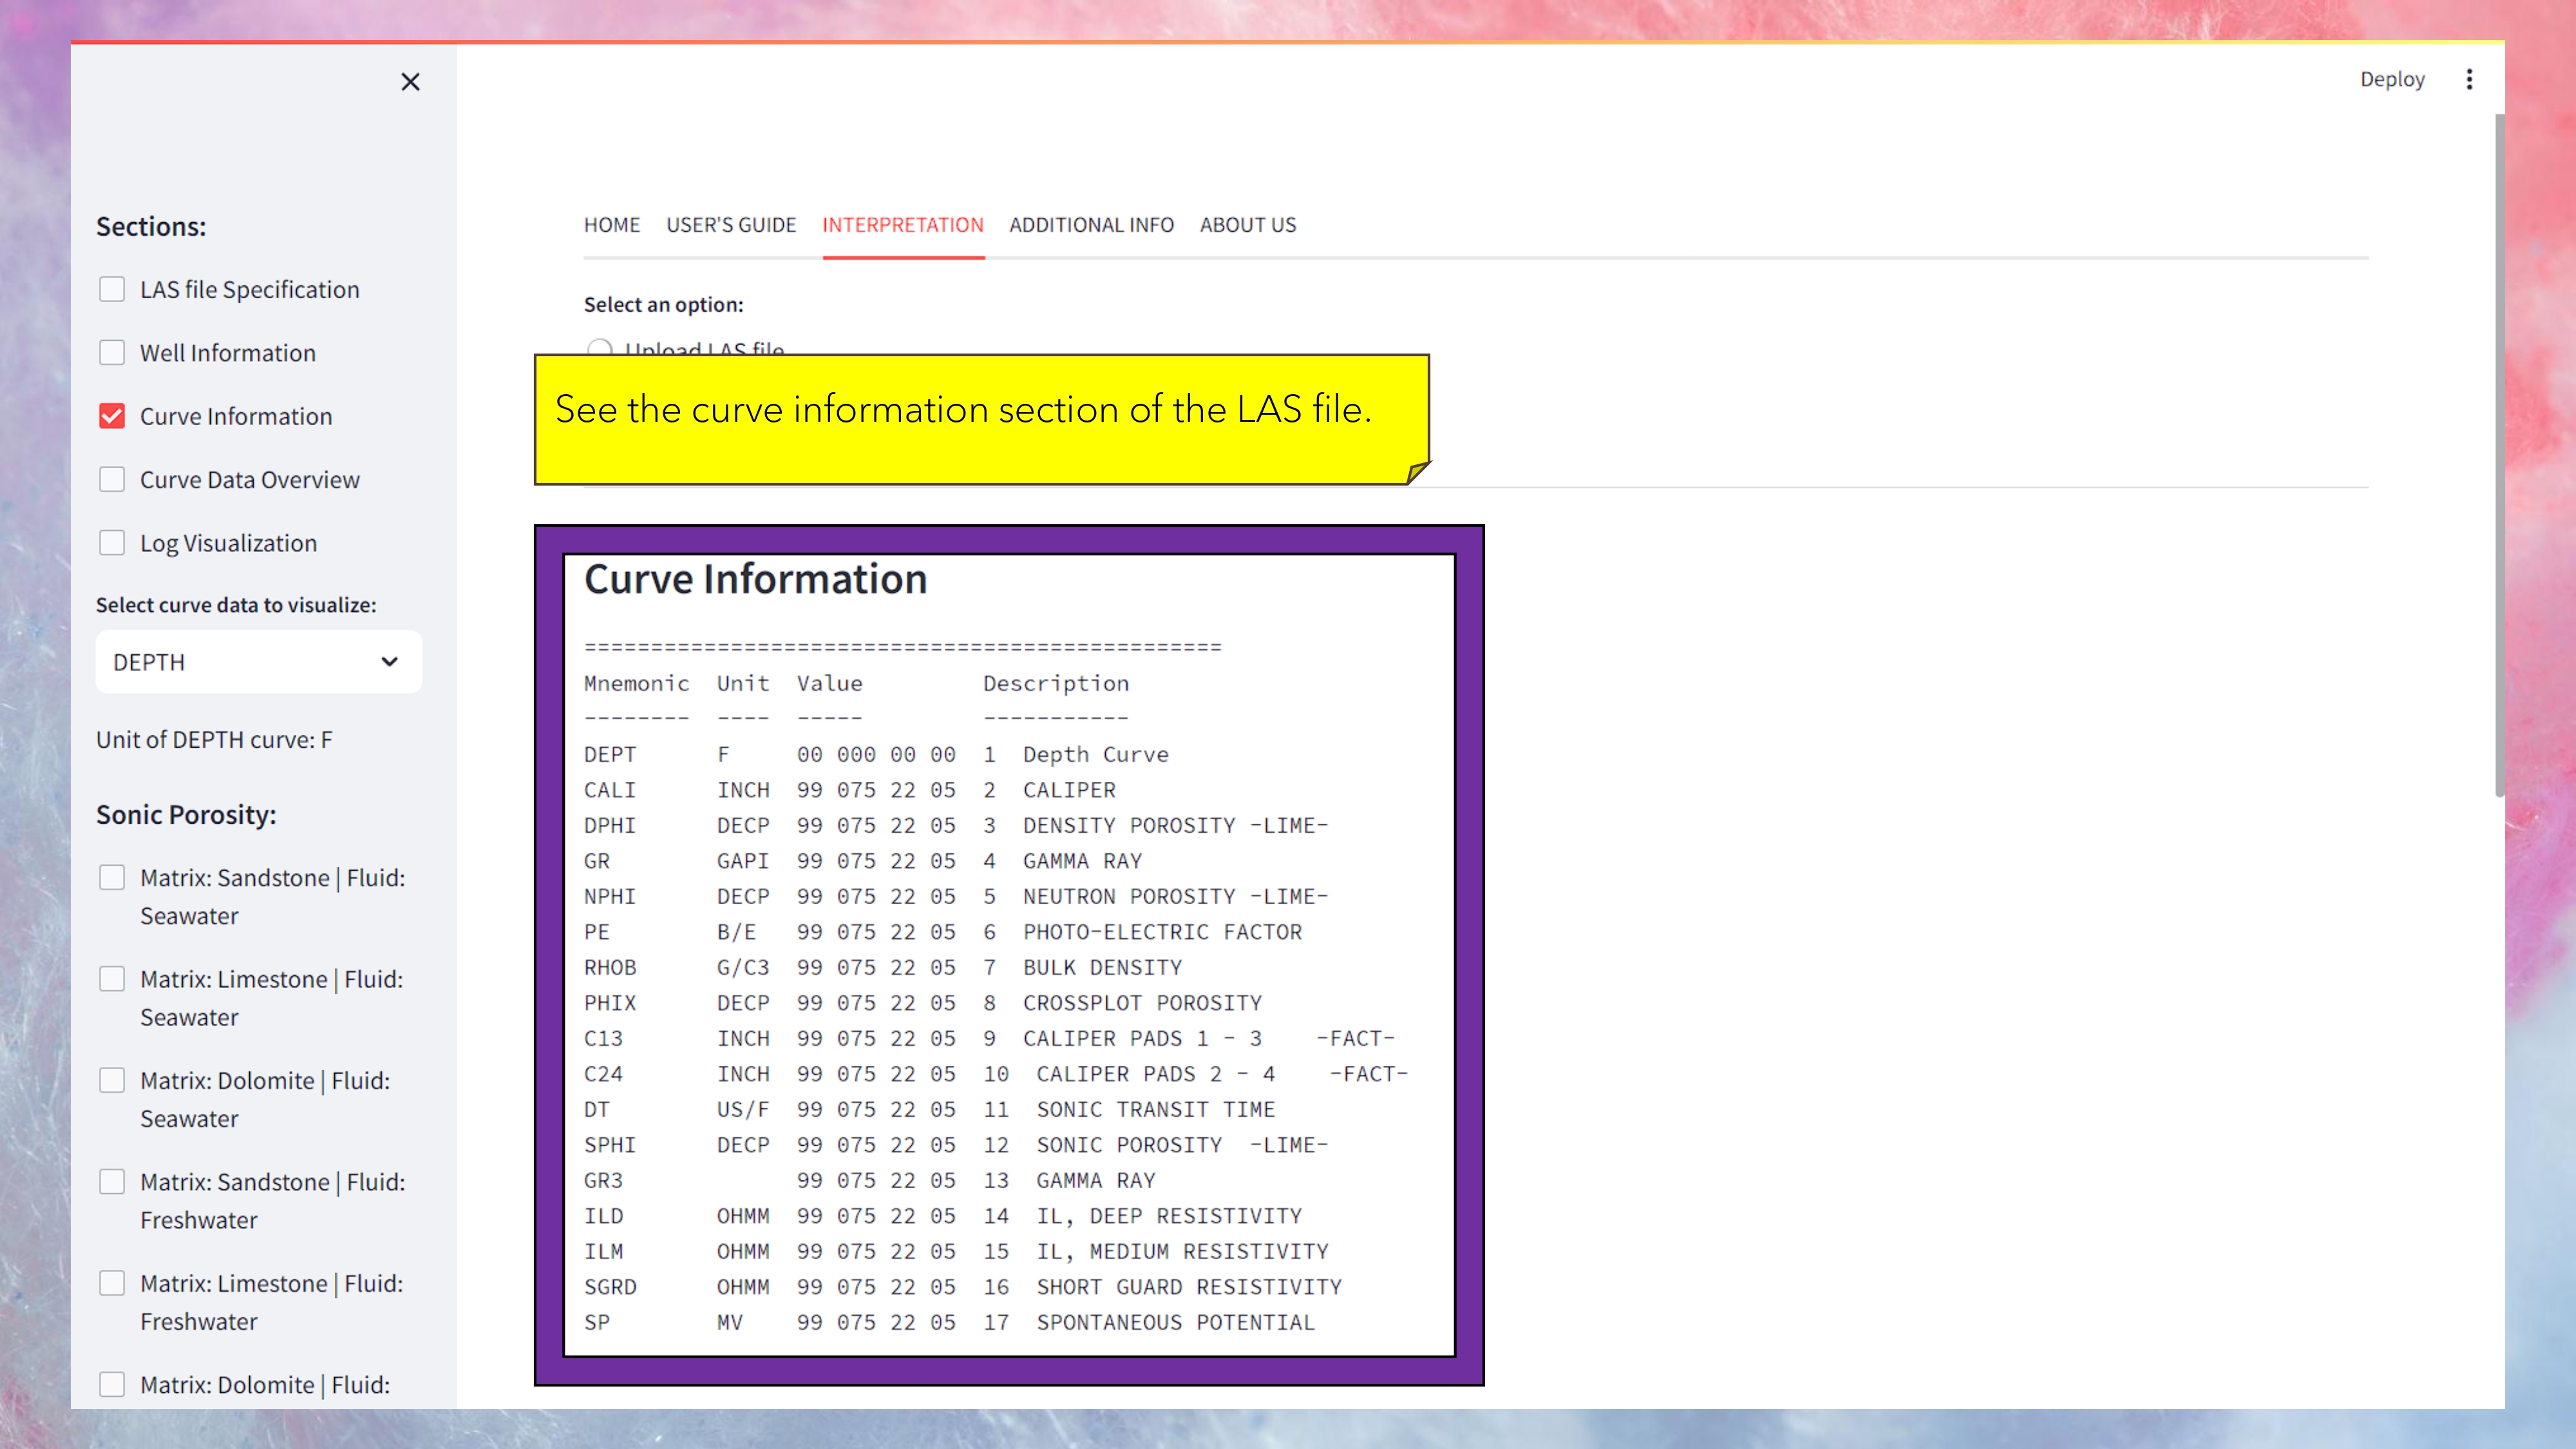 Deploy
Sections:
LAS file Specification
Well Information
Curve Information
Curve Data Overview
Log Visualization
Select curve data to visualize:
DEPTH
Unit of DEPTH curve: F
Sonic Porosity:
Matrix: Sandstone | Fluid:
Seawater
Matrix: Limestone | Fluid:
Seawater
Matrix: Dolomite | Fluid:
Seawater
Matrix: Sandstone | Fluid:
Freshwater
Matrix: Limestone | Fluid:
Freshwater
Matrix: Dolomite | Fluid:
HOME USER'S GUIDE INTERPRETATION ADDITIONAL INFO ABOUT US
Select an option:
Upload LAS file
See the curve information section of the LAS file.
Curve Information
================================================
Mnemonic  Unit  Value         Description
--------  ----  -----         -----------
DEPT      F     00 000 00 00  1  Depth Curve
CALI      INCH  99 075 22 05  2  CALIPER
DPHI      DECP  99 075 22 05  3  DENSITY POROSITY -LIME-
GR        GAPI  99 075 22 05  4  GAMMA RAY
NPHI      DECP  99 075 22 05  5  NEUTRON POROSITY -LIME-
PE        B/E   99 075 22 05  6  PHOTO-ELECTRIC FACTOR
RHOB      G/C3  99 075 22 05  7  BULK DENSITY
PHIX      DECP  99 075 22 05  8  CROSSPLOT POROSITY
C13       INCH  99 075 22 05  9  CALIPER PADS 1 - 3    -FACT-
C24       INCH  99 075 22 05  10  CALIPER PADS 2 - 4    -FACT-
DT        US/F  99 075 22 05  11  SONIC TRANSIT TIME
SPHI      DECP  99 075 22 05  12  SONIC POROSITY  -LIME-
GR3             99 075 22 05  13  GAMMA RAY
ILD       OHMM  99 075 22 05  14  IL, DEEP RESISTIVITY
ILM       OHMM  99 075 22 05  15  IL, MEDIUM RESISTIVITY
SGRD      OHMM  99 075 22 05  16  SHORT GUARD RESISTIVITY
SP        MV    99 075 22 05  17  SPONTANEOUS POTENTIAL